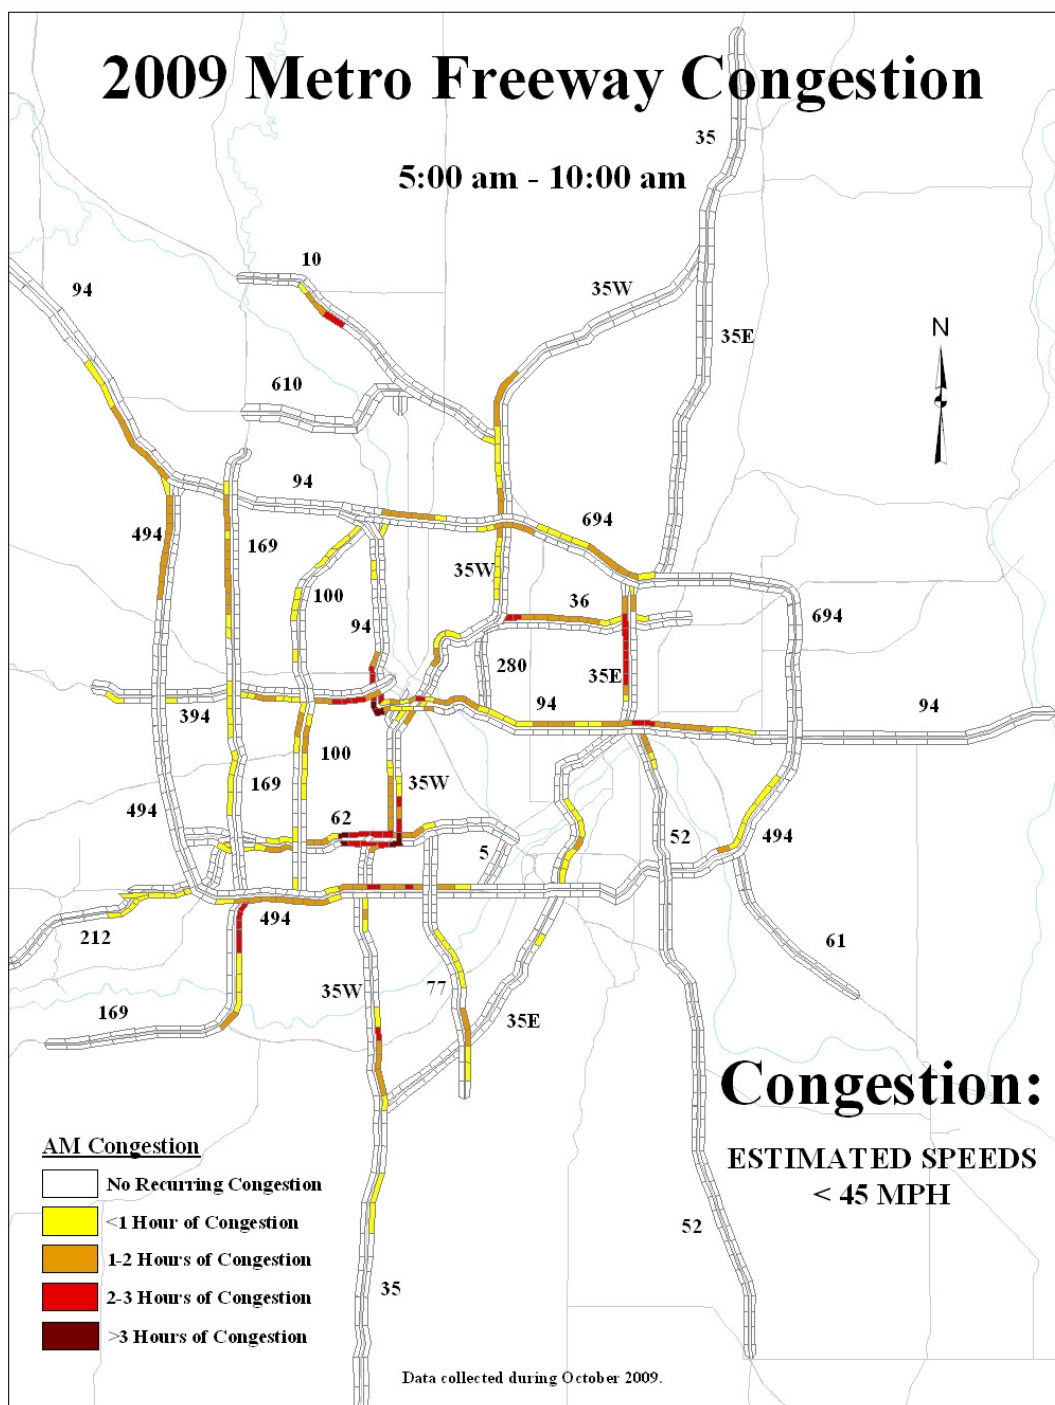 2009 Metro Freeway Congestion
35
5:00 am - 10:00 am
10
94
35W
N
35E
610
94
694
494
169
35W
100
36
94
694
280
35E
394
94
94
100
169
35W
494
62
52
494
5
494
212
61
35W
77
169
35E
Congestion:
AM Congestion
ESTIMATED SPEEDS
< 45 MPH
No Recurring Congestion
<1 Hour of Congestion
52
1-2 Hours of Congestion
35
2-3 Hours of Congestion
>3 Hours of Congestion
Data collected during October 2009.